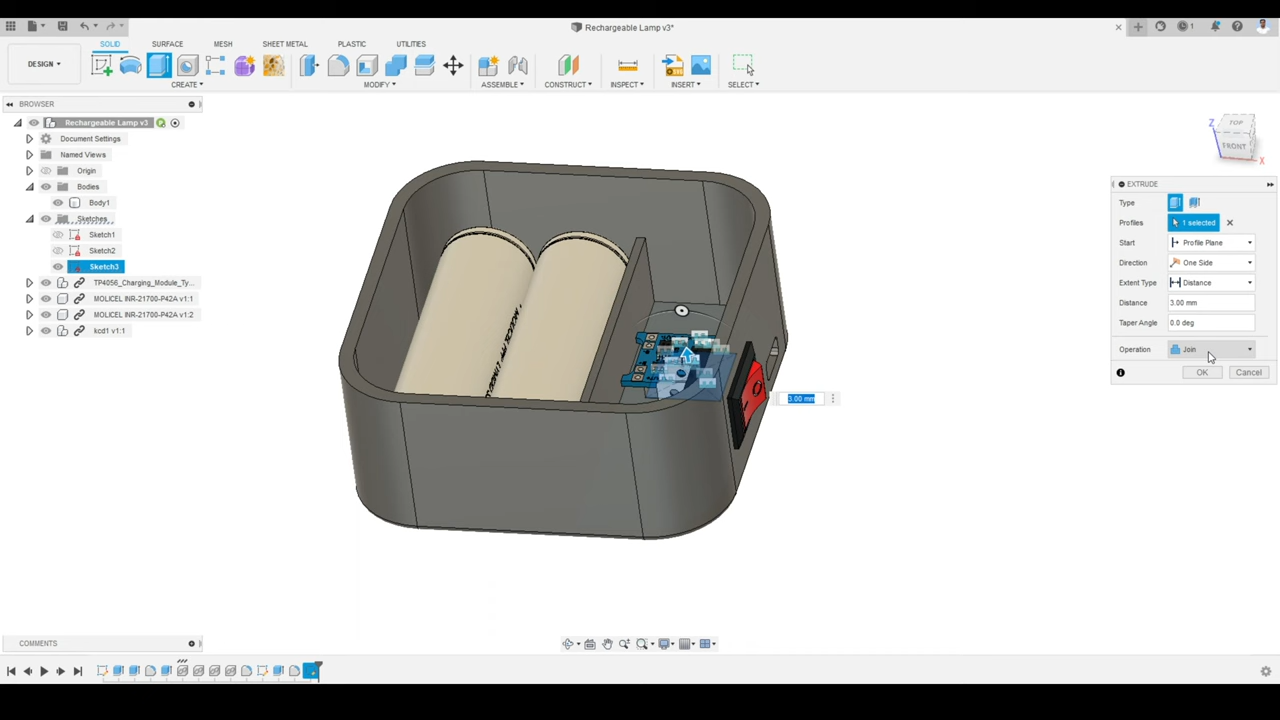 Rechargeable Lamp v3*
1
DESIGN
SOLID
SURFACE
MESH
SHEET METAL
PLASTIC
UTILITIES
CREATE
MODIFY
ASSEMBLE
CONSTRUCT
INSPECT
INSERT
SELECT
BROWSER
Rechargeable Lamp v3
Document Settings
Named Views
Origin
Bodies
Body1
Sketches
Sketch1
Sketch2
Sketch3
TP4056_Charging_Module_Ty...
MOLICEL INR-21700-P42A v1:1
MOLICEL INR-21700-P42A v1:2
kcd1 v1:1
TOP
FRONT
Z
X
EXTRUDE
Type
Profiles
1 selected
Start
Profile Plane
Direction
One Side
Extent Type
Distance
Distance
3.00 mm
Taper Angle
0.0 deg
Operation
Join
OK
Cancel
3.00 mm
COMMENTS